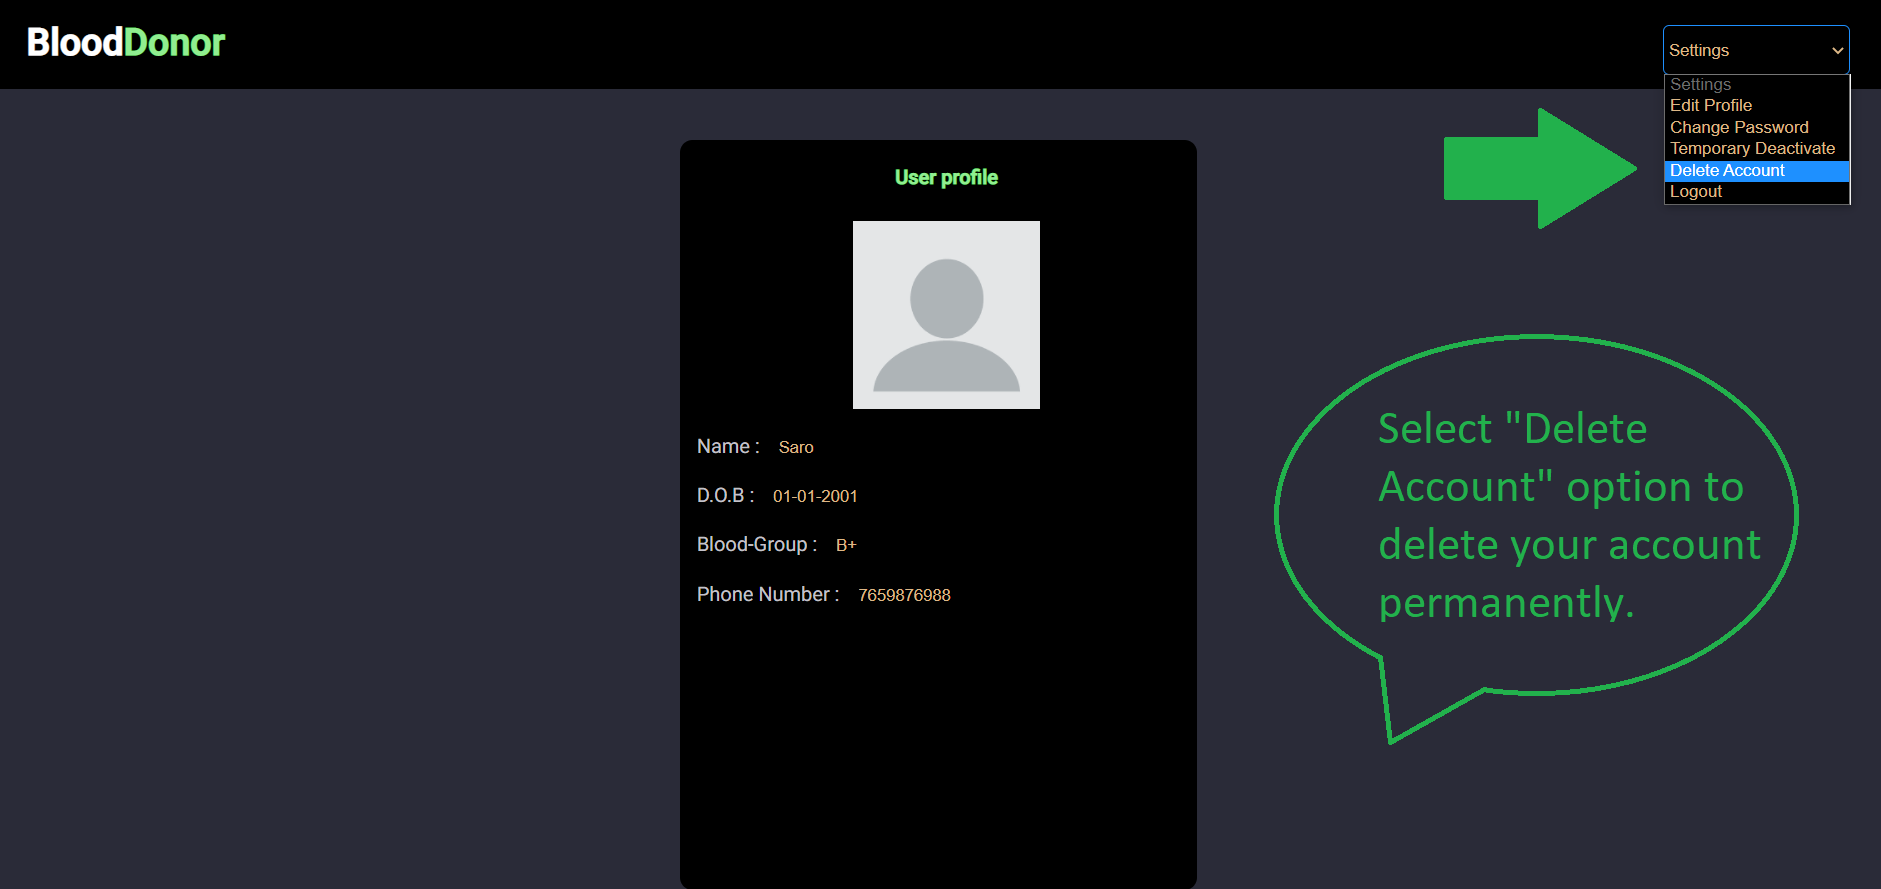 BloodDonor
Settings
Settings
Edit Profile
Change Password
Temporary Deactivate
Delete Account
Logout
User profile
Name : Saro
D.O.B : 01-01-2001
Blood-Group : B+
Phone Number : 7659876988
Select "Delete
Account" option to
delete your account
permanently.